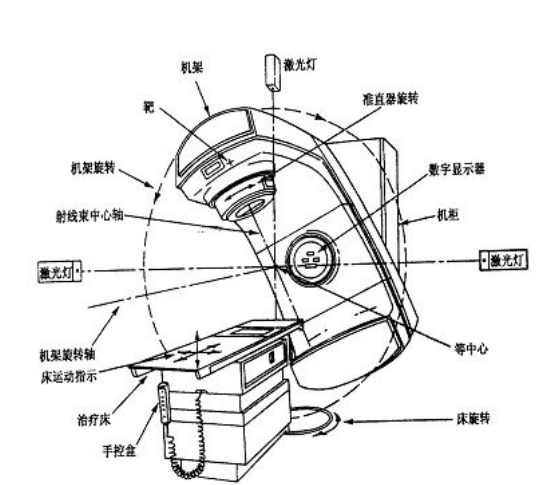 激光灯
机架
准直器旋转
靶
机架旋转
数字显示器
射线束中心轴
机柜
激光灯
激光灯
机架旋转轴
等中心
床运动指示
治疗床
床旋转
手控盒